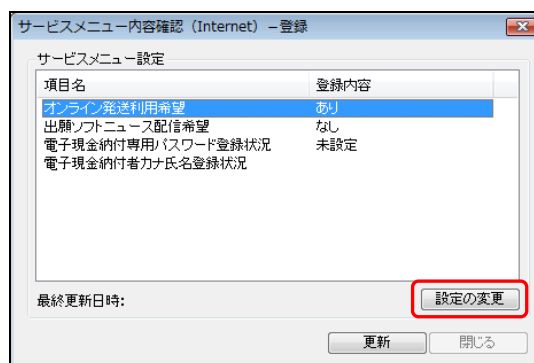 サービスメニュー内容確認（Internet）－登録
サービスメニュー設定
項目名 登録内容
オンライン発送利用希望 あり
出願ソフトニュース配信希望 なし
電子現金納付専用パスワード登録状況 未設定
電子現金納付者カナ氏名登録状況
最終更新日時: 設定の変更
更新 閉じる